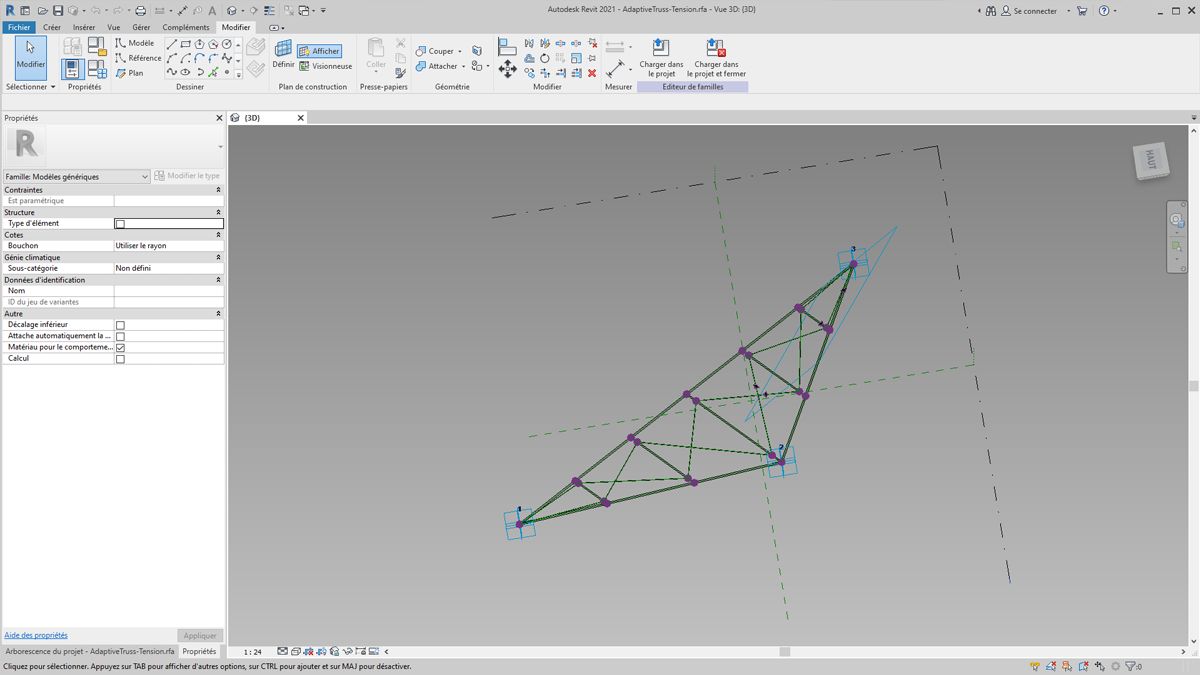 Autodesk Revit 2021 - AdaptiveTruss-Tension.rfa - Vue 3D: {3D}
Se connecter
Fichier Créer Insérer Vue Gérer Compléments Modifier
Modifier
Modèle
Référence
Plan
Définir
Afficher
Visionneuse
Coller
Couper
Attacher
Charger dans
le projet
Charger dans
le projet et fermer
Sélectionner Propriétés Dessiner Plan de construction Presse-papiers Géométrie Modifier Mesurer Editeur de familles
Propriétés
{3D}
R
Famille: Modèles génériques
Modifier le type
Contraintes
Est paramétrique
Structure
Type d'élément
Cotes
Bouchon Utiliser le rayon
Génie climatique
Sous-catégorie Non défini
Données d'identification
Nom
ID du jeu de variantes
Autre
Décalage inférieur
Attache automatiquement la ...
Matériau pour le comporteme...
Calcul
HAUT
3
2
1
Aide des propriétés
Appliquer
Arborescence du projet - AdaptiveTruss-Tension.rfa Propriétés
1 : 24
Cliquez pour sélectionner. Appuyez sur TAB pour afficher d'autres options, sur CTRL pour ajouter et sur MAJ pour désactiver.
:0